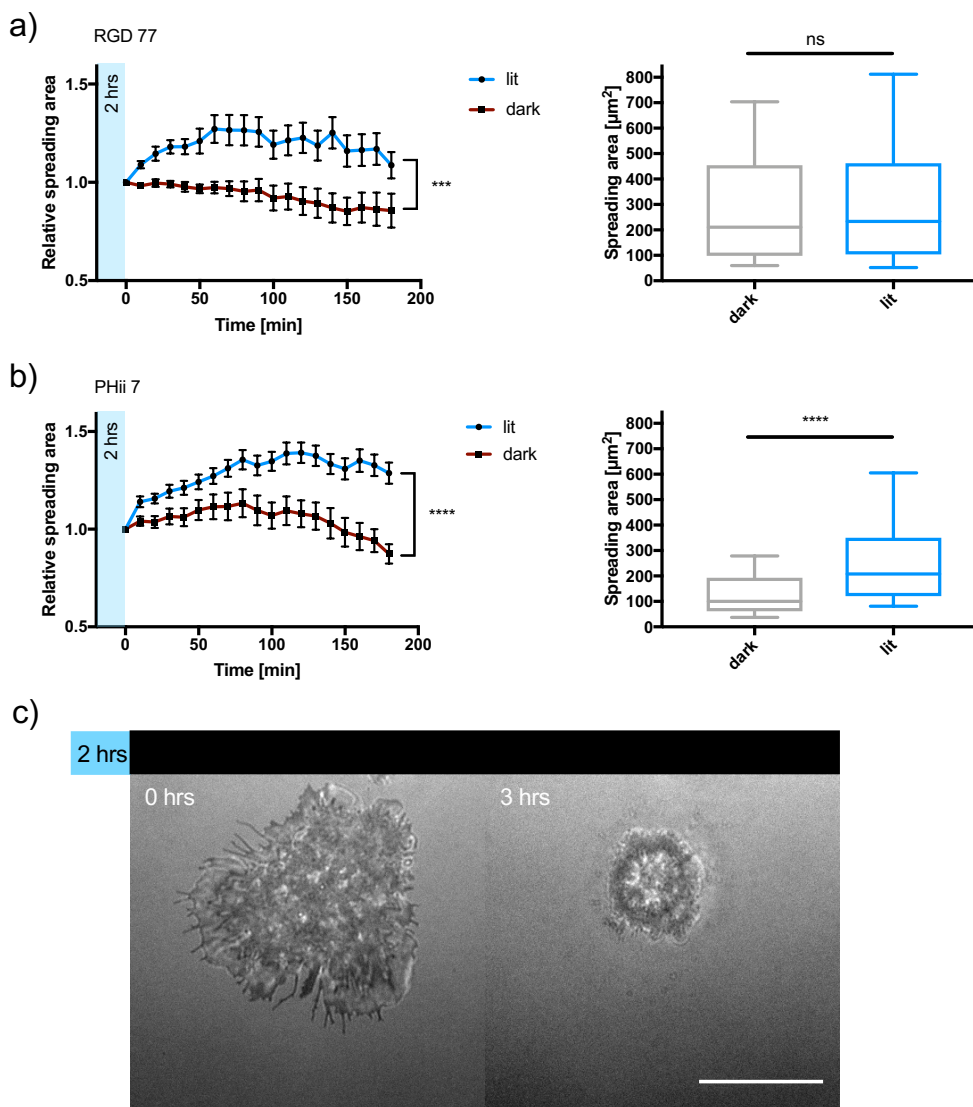 a)
RGD 77
Relative spreading area
2 hrs
1.5
1.0
0.5
0
50
100
150
200
Time [min]
lit
dark
***
Spreading area [µm²]
ns
800
700
600
500
400
300
200
100
0
dark
lit
b)
PHii 7
Relative spreading area
2 hrs
1.5
1.0
0.5
0
50
100
150
200
Time [min]
lit
dark
****
Spreading area [µm²]
****
800
700
600
500
400
300
200
100
0
dark
lit
c)
2 hrs
0 hrs
3 hrs